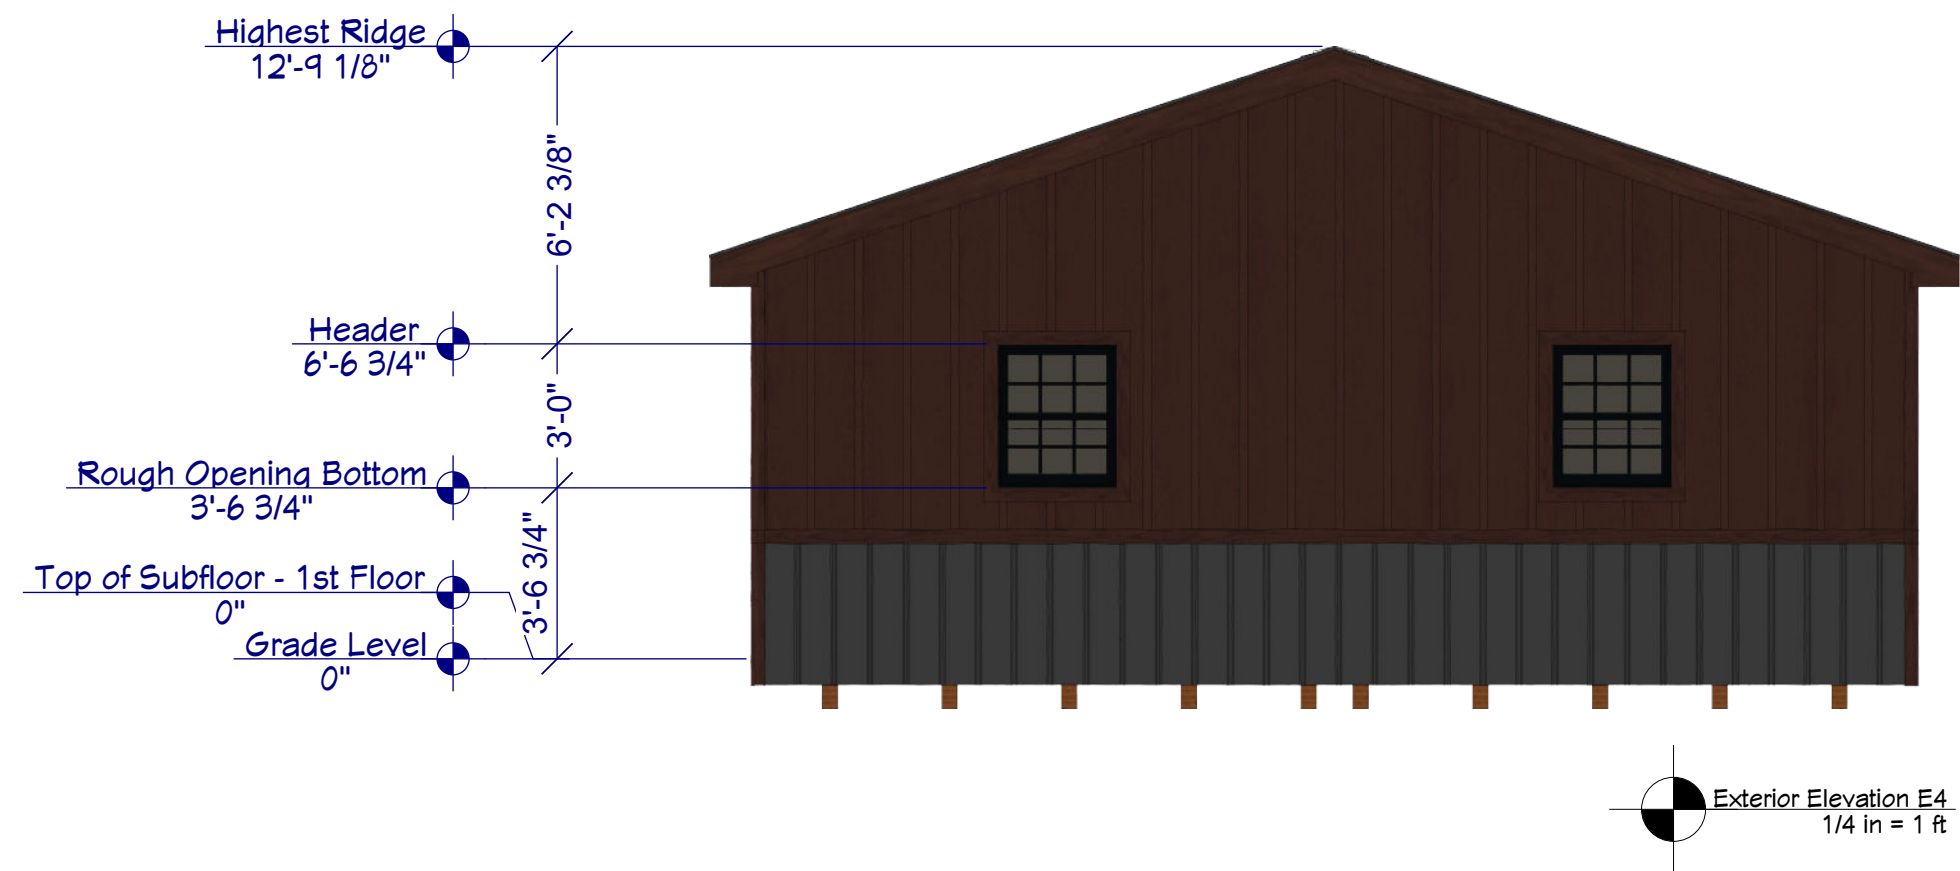 Highest Ridge
12'-9 1/8"
6'-2 3/8"
Header
6'-6 3/4"
3'-0"
Rough Opening Bottom
3'-6 3/4"
3'-6 3/4"
Top of Subfloor - 1st Floor
0"
Grade Level
0"
Exterior Elevation E4
1/4 in = 1 ft